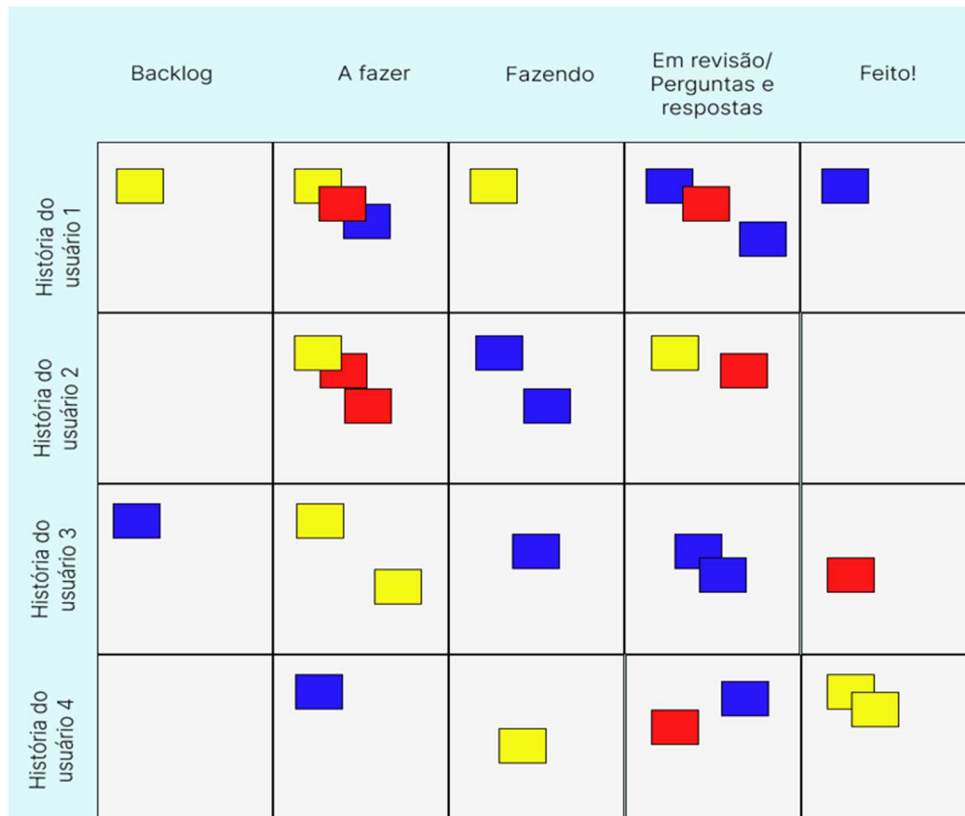 Backlog
A fazer
Fazendo
Em revisão/
Perguntas e
respostas
Feito!
História do
usuário 1
História do
usuário 2
História do
usuário 3
História do
usuário 4